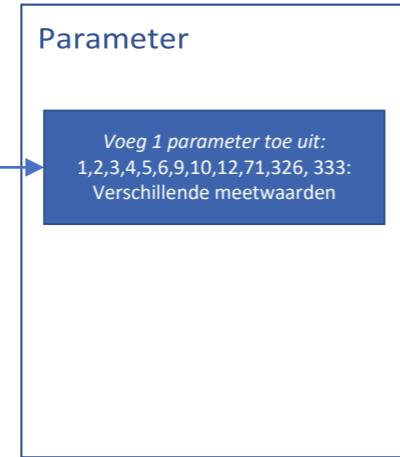 Parameter
Voeg 1 parameter toe uit:
1,2,3,4,5,6,9,10,12,71,326, 333:
Verschillende meetwaarden